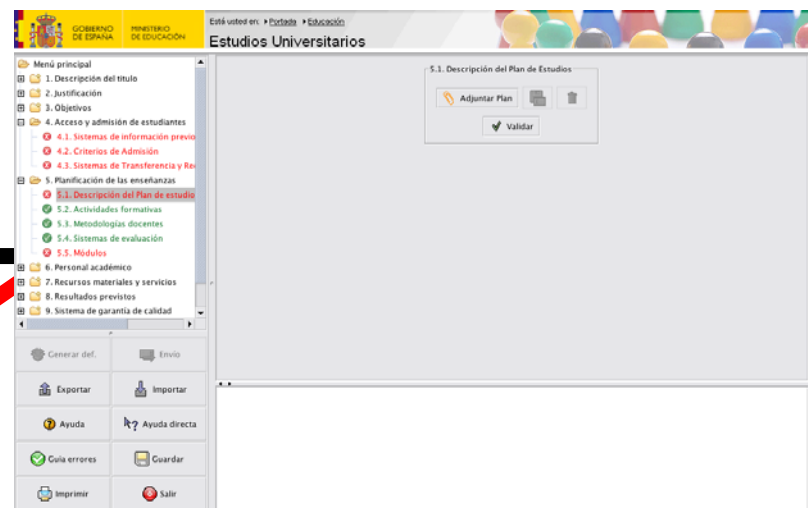 GOBIERNO DE ESPAÑA
MINISTERIO DE EDUCACIÓN
Está usted en: Portada Educación
Estudios Universitarios
Menú principal
1. Descripción del título
2. Justificación
3. Objetivos
4. Acceso y admisión de estudiantes
4.1. Sistemas de información previo
4.2. Criterios de Admisión
4.3. Sistemas de Transferencia y Re
5. Planificación de las enseñanzas
5.1. Descripción del Plan de estudio
5.2. Actividades formativas
5.3. Metodologías docentes
5.4. Sistemas de evaluación
5.5. Módulos
6. Personal académico
7. Recursos materiales y servicios
8. Resultados previstos
9. Sistema de garantía de calidad
Generar def.
Envío
Exportar
Importar
Ayuda
Ayuda directa
Guía errores
Guardar
Imprimir
Salir
5.1. Descripción del Plan de Estudios
Adjuntar Plan
Validar